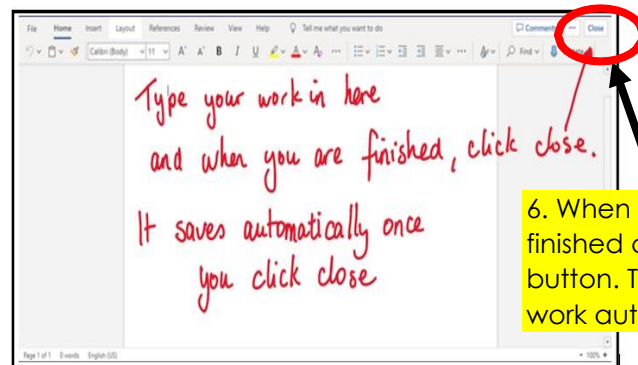 File Home Insert Layout References Review View Help Tell me what you want to do Comments Close
Calibri (Body) 11 A A B I U A A Find
Type your work in here
and when you are finished, click close.
It saves automatically once
you click close
6. When
finished
button. T
work aut
Page 1 of 1 0 words English (US) 100%